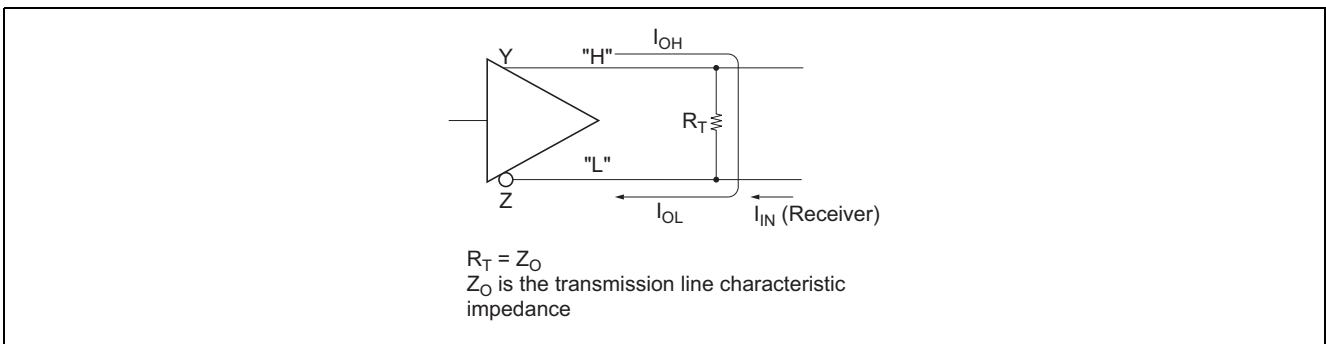 I_OH
Y "H"
R_T
"L"
Z
I_OL I_IN (Receiver)
R_T = Z_O
Z_O is the transmission line characteristic
impedance